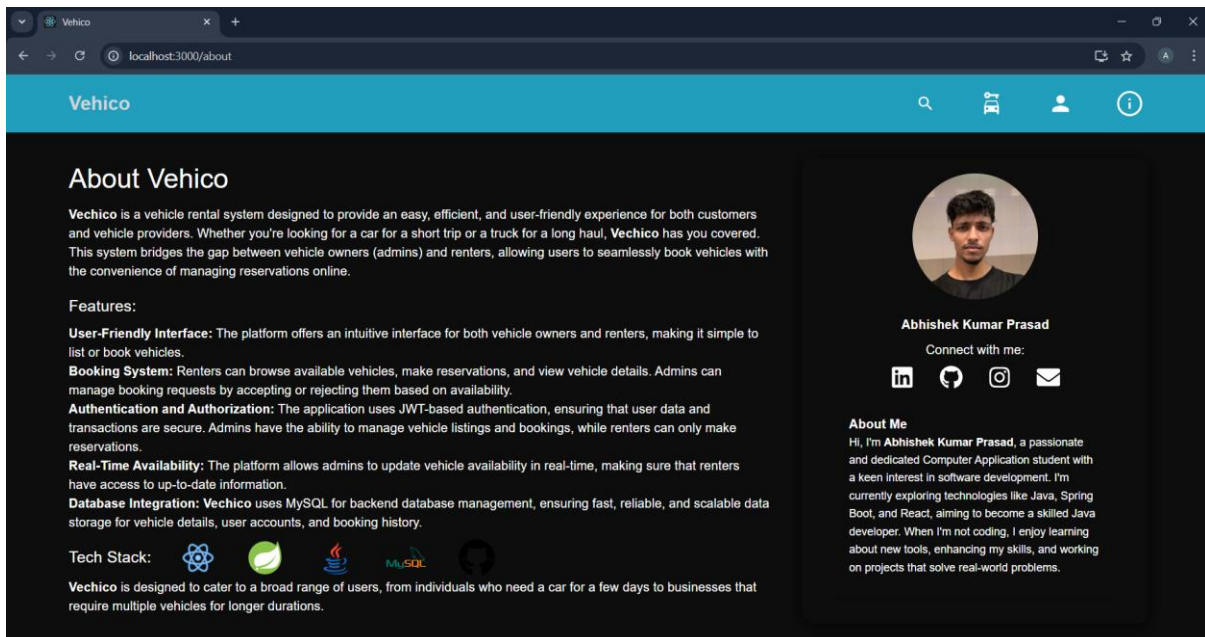 Vehico
localhost:3000/about
A
Vehico
About Vehico
Vechico is a vehicle rental system designed to provide an easy, efficient, and user-friendly experience for both customers
and vehicle providers. Whether you're looking for a car for a short trip or a truck for a long haul, Vechico has you covered.
This system bridges the gap between vehicle owners (admins) and renters, allowing users to seamlessly book vehicles with
the convenience of managing reservations online.
Features:
User-Friendly Interface: The platform offers an intuitive interface for both vehicle owners and renters, making it simple to
list or book vehicles.
Booking System: Renters can browse available vehicles, make reservations, and view vehicle details. Admins can
manage booking requests by accepting or rejecting them based on availability.
Authentication and Authorization: The application uses JWT-based authentication, ensuring that user data and
transactions are secure. Admins have the ability to manage vehicle listings and bookings, while renters can only make
reservations.
Real-Time Availability: The platform allows admins to update vehicle availability in real-time, making sure that renters
have access to up-to-date information.
Database Integration: Vechico uses MySQL for backend database management, ensuring fast, reliable, and scalable data
storage for vehicle details, user accounts, and booking history.
Tech Stack:
MySQL
Vechico is designed to cater to a broad range of users, from individuals who need a car for a few days to businesses that
require multiple vehicles for longer durations.
Abhishek Kumar Prasad
Connect with me:
in
About Me
Hi, I'm Abhishek Kumar Prasad, a passionate
and dedicated Computer Application student with
a keen interest in software development. I'm
currently exploring technologies like Java, Spring
Boot, and React, aiming to become a skilled Java
developer. When I'm not coding, I enjoy learning
about new tools, enhancing my skills, and working
on projects that solve real-world problems.